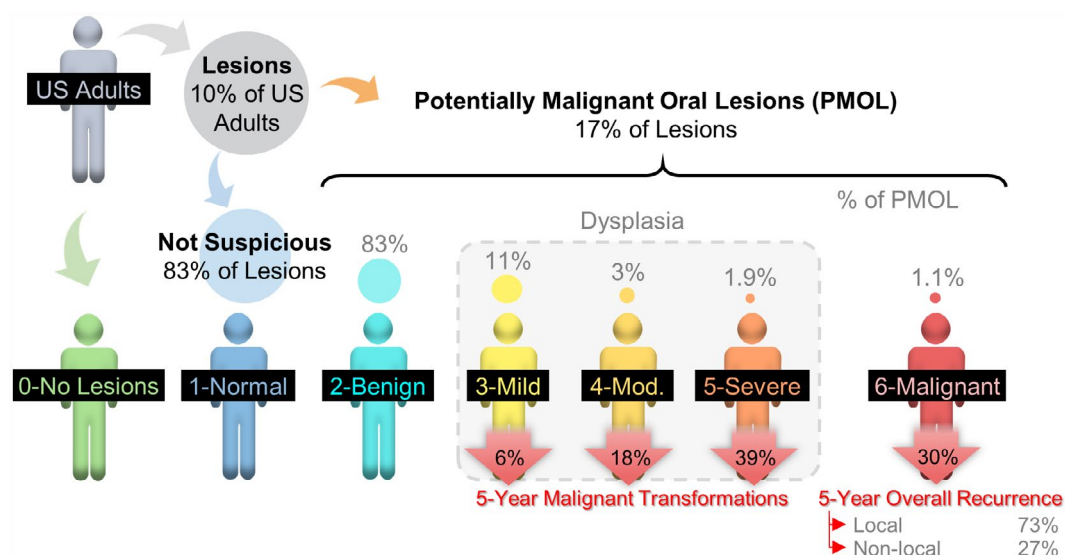 US Adults
Lesions
10% of US
Adults
Potentially Malignant Oral Lesions (PMOL)
17% of Lesions
% of PMOL
Dysplasia
Not Suspicious
83% of Lesions
83%
11%
3%
1.9%
1.1%
0-No Lesions
1-Normal
2-Benign
3-Mild
4-Mod.
5-Severe
6-Malignant
6%
18%
39%
30%
5-Year Malignant Transformations
5-Year Overall Recurrence
Local 73%
Non-local 27%